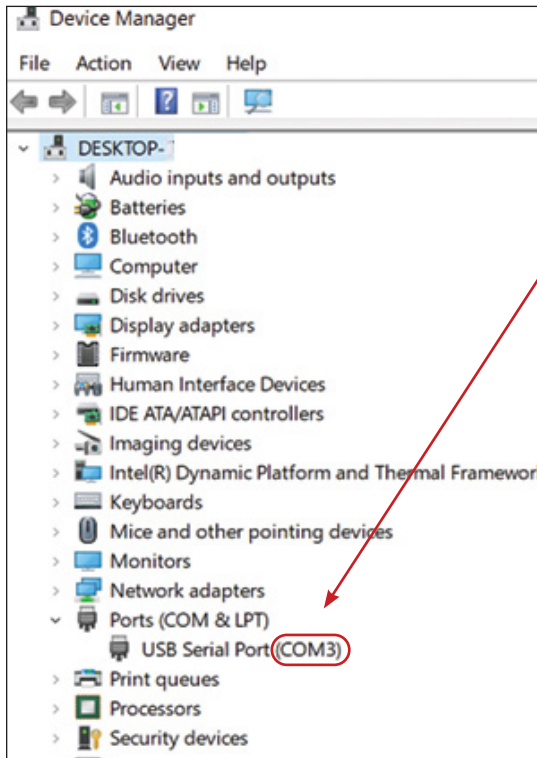 Device Manager
File Action View Help
DESKTOP-
Audio inputs and outputs
Batteries
Bluetooth
Computer
Disk drives
Display adapters
Firmware
Human Interface Devices
IDE ATA/ATAPI controllers
Imaging devices
Intel(R) Dynamic Platform and Thermal Framework
Keyboards
Mice and other pointing devices
Monitors
Network adapters
Ports (COM & LPT)
USB Serial Port (COM3)
Print queues
Processors
Security devices